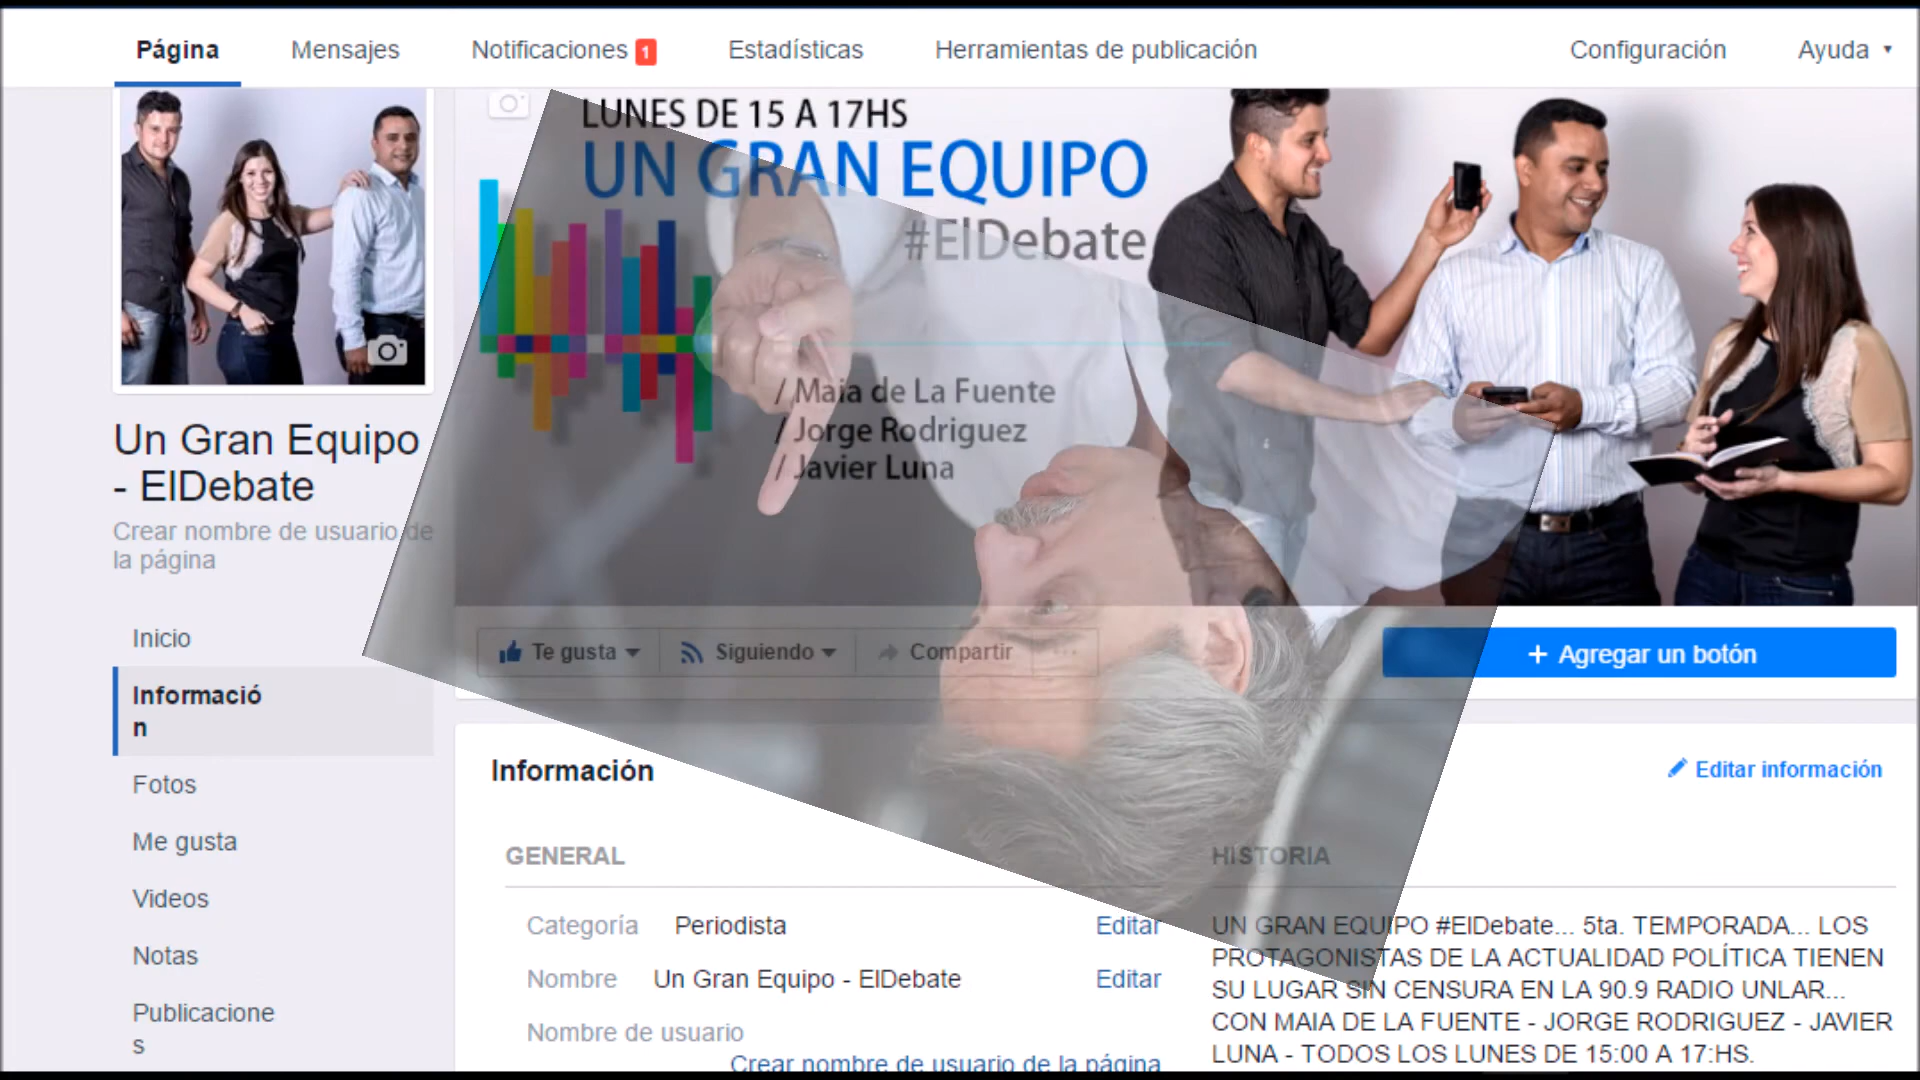 Página
Mensajes
Notificaciones 1
Estadísticas
Herramientas de publicación
Configuración
Ayuda
LUNES DE 15 A 17HS
UN GRAN EQUIPO
#ElDebate
/ Maia de La Fuente
/ Jorge Rodriguez
/ Javier Luna
Un Gran Equipo
- ElDebate
Crear nombre de usuario de
la página
Inicio
Informació
n
Fotos
Me gusta
Videos
Notas
Publicacione
s
Te gusta
Siguiendo
Compartir
+ Agregar un botón
Información
Editar información
GENERAL
Categoría Periodista Editar
Nombre Un Gran Equipo - ElDebate Editar
Nombre de usuario
Crear nombre de usuario de la página
HISTORIA
UN GRAN EQUIPO #ElDebate... 5ta. TEMPORADA... LOS
PROTAGONISTAS DE LA ACTUALIDAD POLÍTICA TIENEN
SU LUGAR SIN CENSURA EN LA 90.9 RADIO UNLAR...
CON MAIA DE LA FUENTE - JORGE RODRIGUEZ - JAVIER
LUNA - TODOS LOS LUNES DE 15:00 A 17:HS.